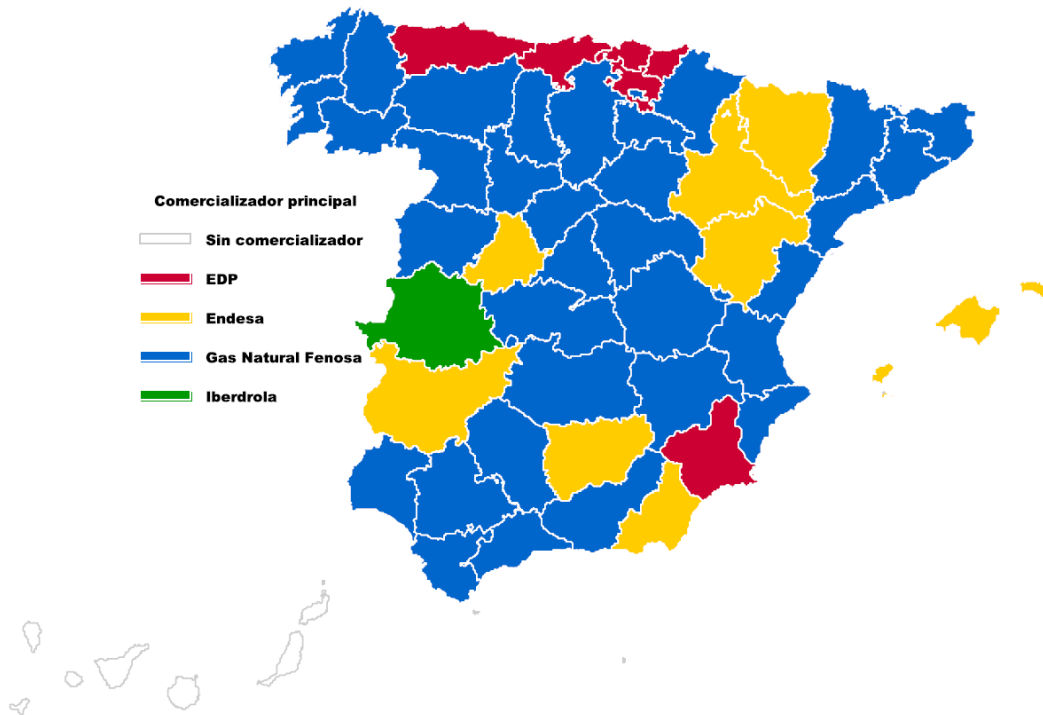 Comercializador principal
Sin comercializador
EDP
Endesa
Gas Natural Fenosa
Iberdrola